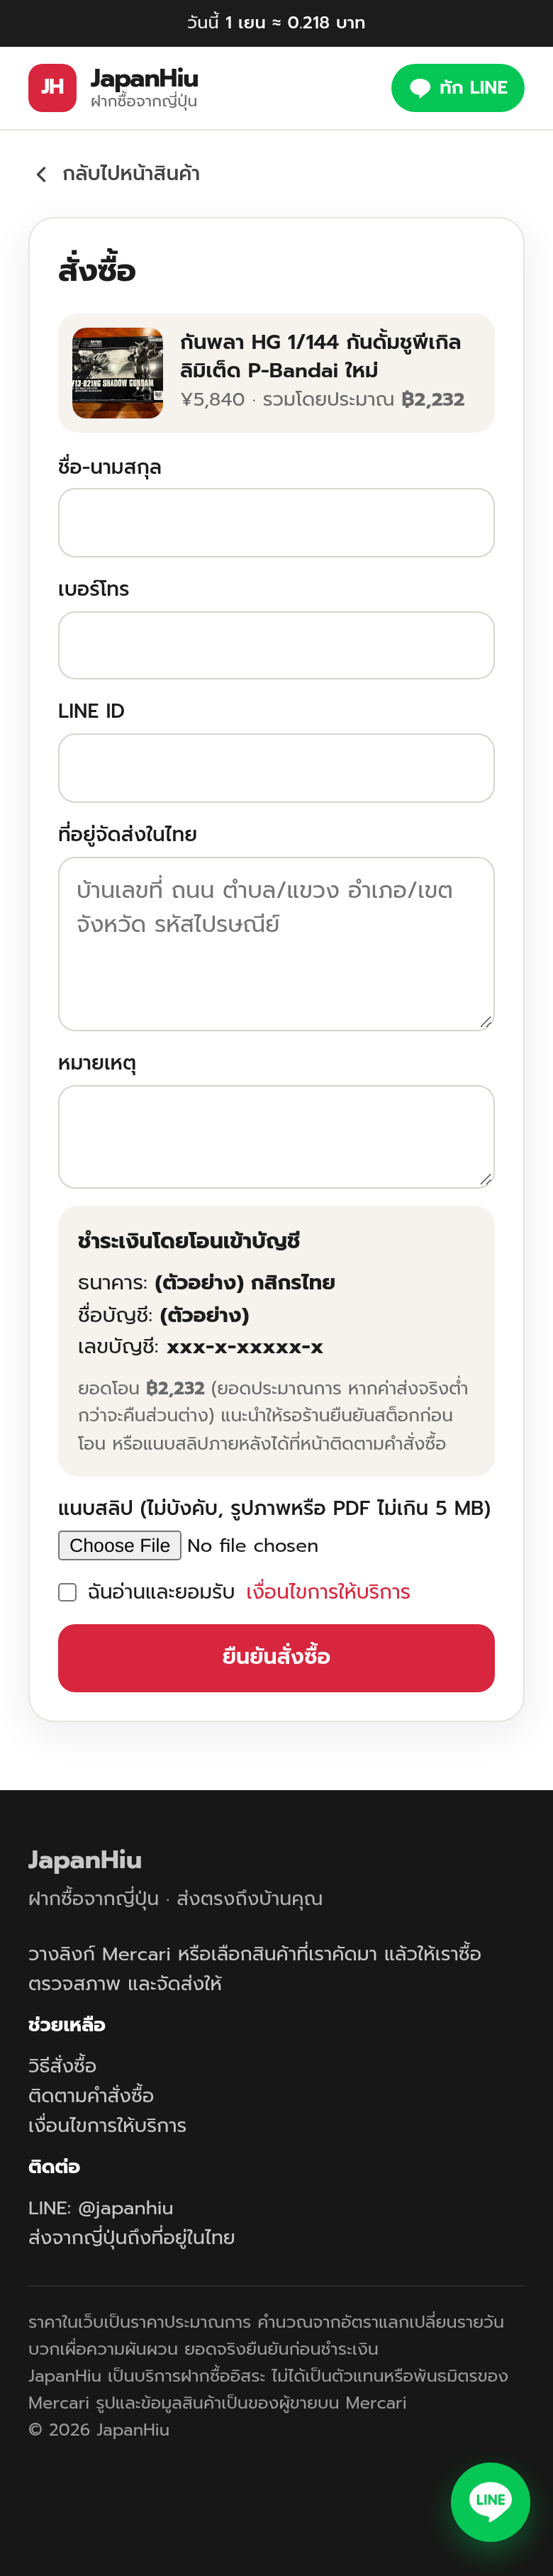 วันนี้ 1 เยน ≈ 0.218 บาท
JH
JapanHiu
ฝากซื้อจากญี่ปุ่น
ทัก LINE
กลับไปหน้าสินค้า
สั่งซื้อ
SHADOW GUNDAM
กันพลา HG 1/144 กันดั้มชูพีเกิล
ลิมิเต็ด P-Bandai ใหม่
¥5,840 · รวมโดยประมาณ ฿2,232
ชื่อ-นามสกุล
เบอร์โทร
LINE ID
ที่อยู่จัดส่งในไทย
บ้านเลขที่ ถนน ตำบล/แขวง อำเภอ/เขต
จังหวัด รหัสไปรษณีย์
หมายเหตุ
ชำระเงินโดยโอนเข้าบัญชี
ธนาคาร: (ตัวอย่าง) กสิกรไทย
ชื่อบัญชี: (ตัวอย่าง)
เลขบัญชี: xxx-x-xxxxx-x
ยอดโอน ฿2,232 (ยอดประมาณการ หากค่าส่งจริงต่ำ
กว่าจะคืนส่วนต่าง) แนะนำให้รอร้านยืนยันสต็อกก่อน
โอน หรือแนบสลิปภายหลังได้ที่หน้าติดตามคำสั่งซื้อ
แนบสลิป (ไม่บังคับ, รูปภาพหรือ PDF ไม่เกิน 5 MB)
Choose File No file chosen
ฉันอ่านและยอมรับ เงื่อนไขการให้บริการ
ยืนยันสั่งซื้อ
JapanHiu
ฝากซื้อจากญี่ปุ่น · ส่งตรงถึงบ้านคุณ
วางลิงก์ Mercari หรือเลือกสินค้าที่เราคัดมา แล้วให้เราซื้อ
ตรวจสภาพ และจัดส่งให้
ช่วยเหลือ
วิธีสั่งซื้อ
ติดตามคำสั่งซื้อ
เงื่อนไขการให้บริการ
ติดต่อ
LINE: @japanhiu
ส่งจากญี่ปุ่นถึงที่อยู่ในไทย
ราคาในเว็บเป็นราคาประมาณการ คำนวณจากอัตราแลกเปลี่ยนรายวัน
บวกเผื่อความผันผวน ยอดจริงยืนยันก่อนชำระเงิน
JapanHiu เป็นบริการฝากซื้ออิสระ ไม่ได้เป็นตัวแทนหรือพันธมิตรของ
Mercari รูปและข้อมูลสินค้าเป็นของผู้ขายบน Mercari
© 2026 JapanHiu
LINE